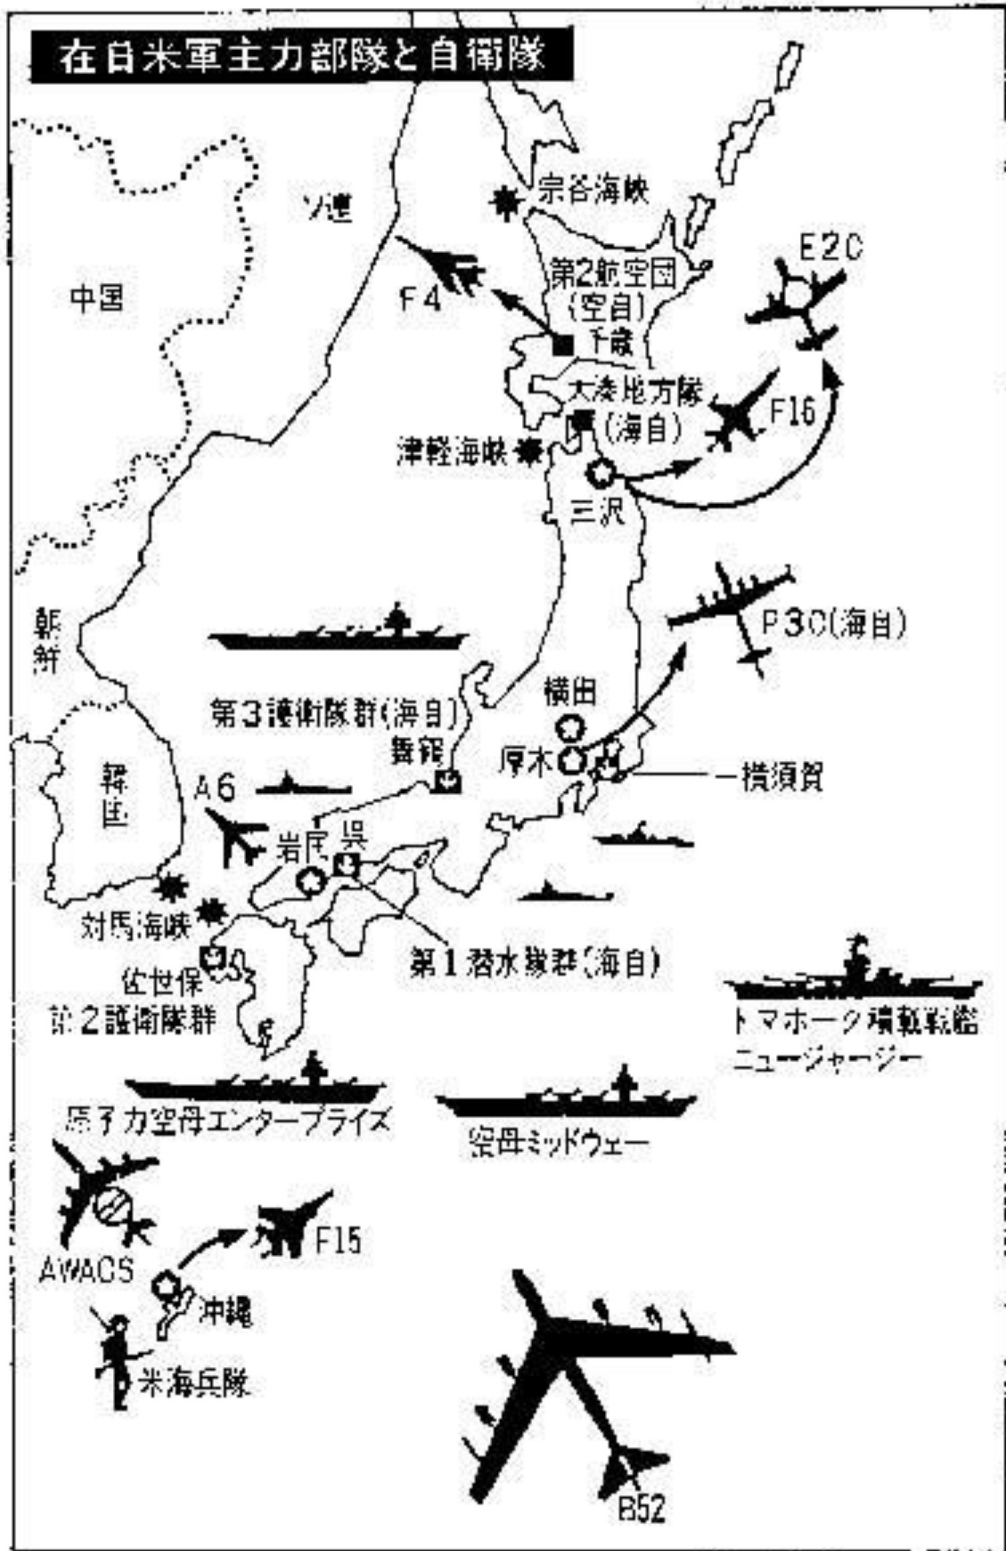 在日米軍主力部隊と自衛隊
宗谷海峡
ソ連
中国
F4
第2航空団
(空自)
千歳
E2C
大湊地方隊
(海自)
F16
津軽海峡
三沢
朝鮮
P3C(海自)
第3護衛隊群(海自)
舞鶴
横田
厚木
横須賀
韓国
A6
岩国
呉
対馬海峡
佐世保
第2護衛隊群
第1潜水隊群(海自)
トマホーク積載戦艦
ニュージャージー
原子力空母エンタープライズ
空母ミッドウェー
AWACS
F15
沖縄
米海兵隊
B52